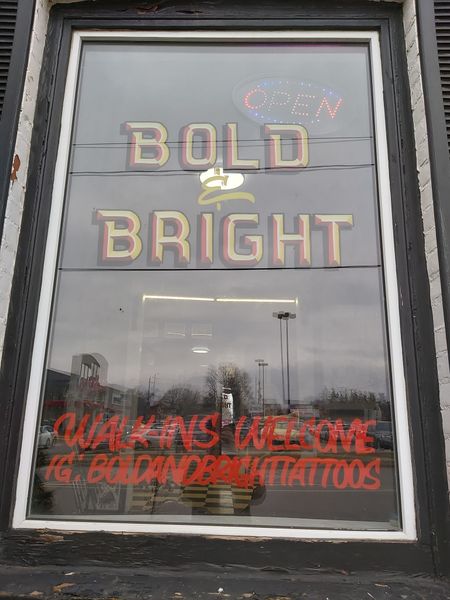 OPEN
BOLD
&
BRIGHT
WALK-INS WELCOME
IG: BOLDANDBRIGHTTATTOOS